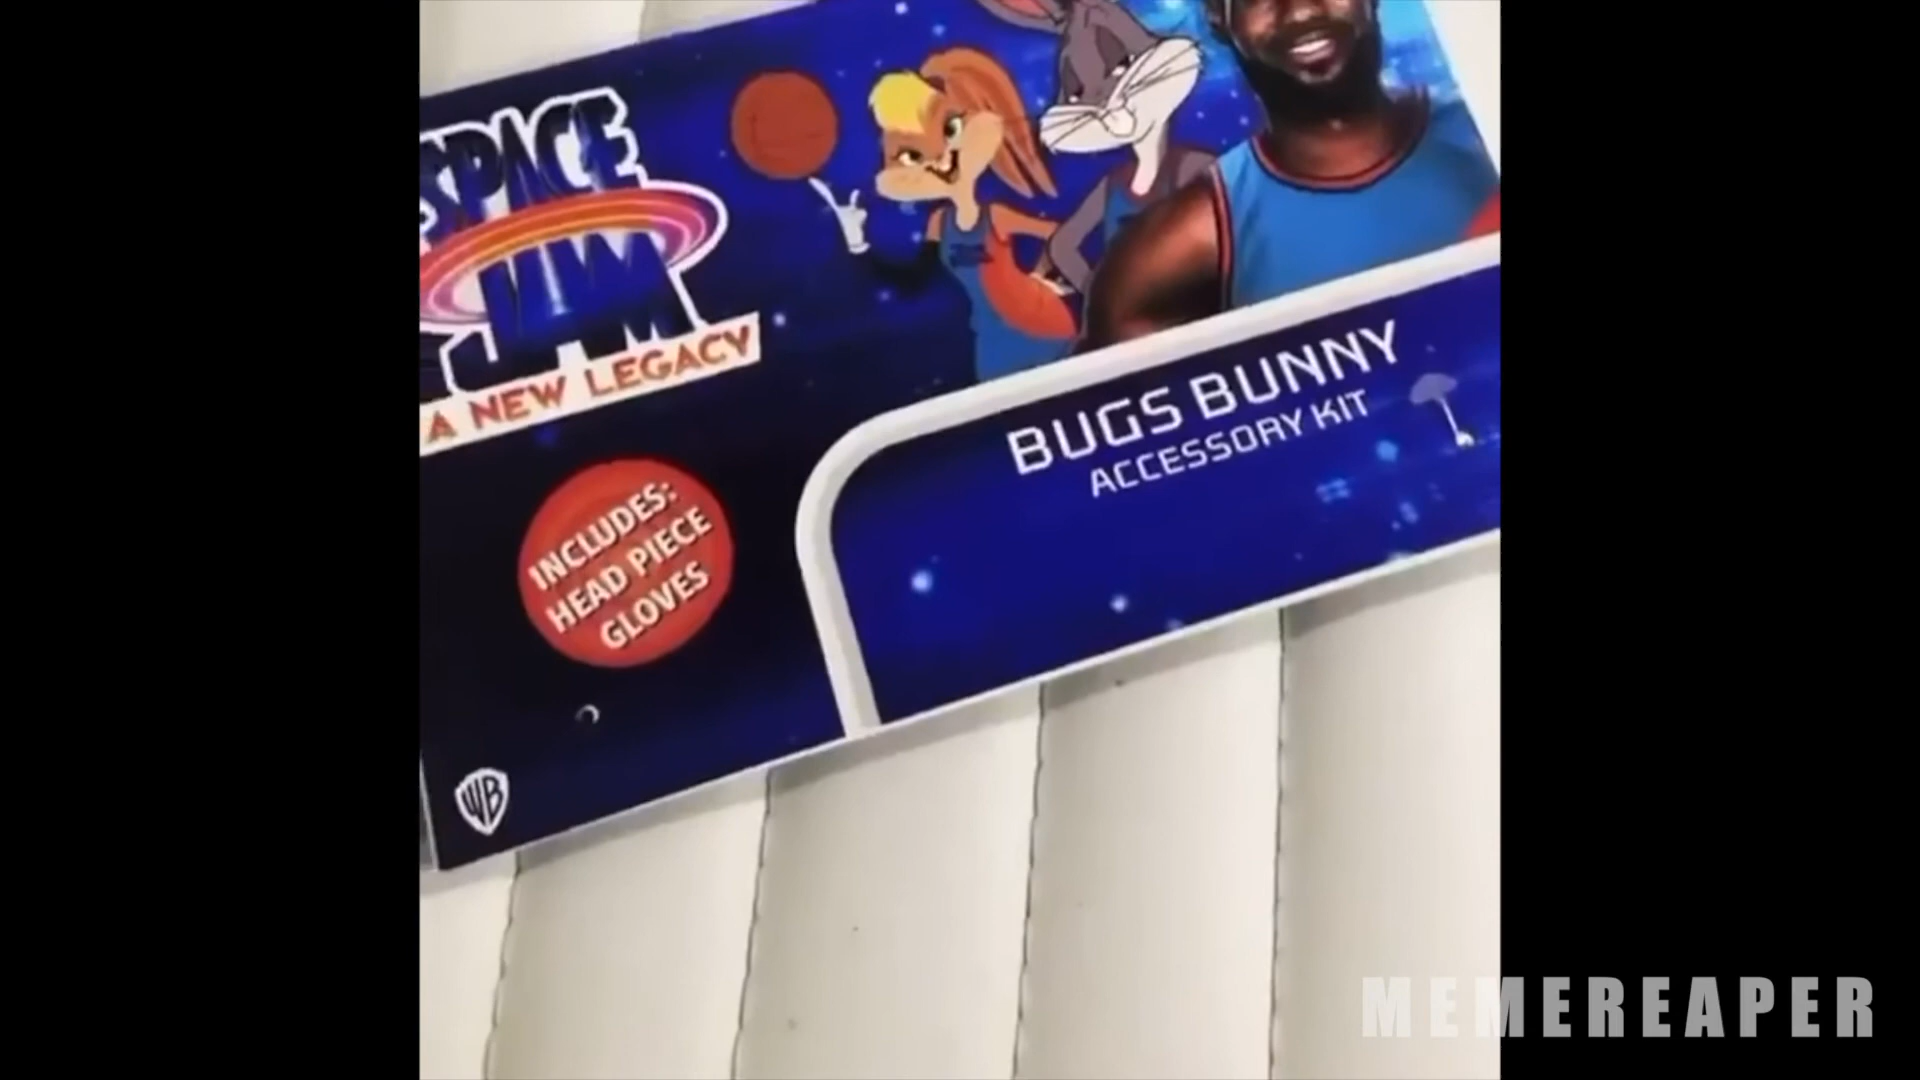 SPACE
JAM
A NEW LEGACY
BUGS BUNNY
ACCESSORY KIT
INCLUDES:
HEAD PIECE
GLOVES
WB
MEMEREAPER